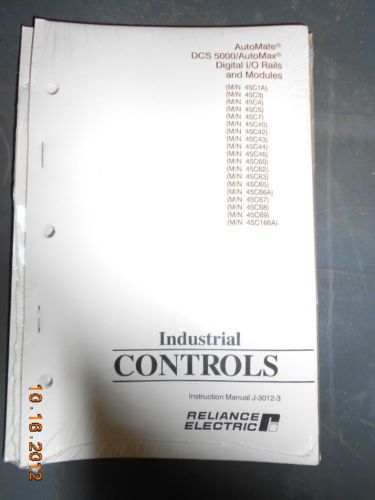 AutoMate®
DCS 5000/AutoMax®
Digital I/O Rails
and Modules
(M/N 45C1A)
(M/N 45C3)
(M/N 45C4)
(M/N 45C5)
(M/N 45C7)
(M/N 45C40)
(M/N 45C42)
(M/N 45C43)
(M/N 45C44)
(M/N 45C46)
(M/N 45C60)
(M/N 45C62)
(M/N 45C63)
(M/N 45C65)
(M/N 45C66A)
(M/N 45C67)
(M/N 45C68)
(M/N 45C69)
(M/N 45C166A)
Industrial
CONTROLS
Instruction Manual J-3012-3
RELIANCE
ELECTRIC
10.16.2012